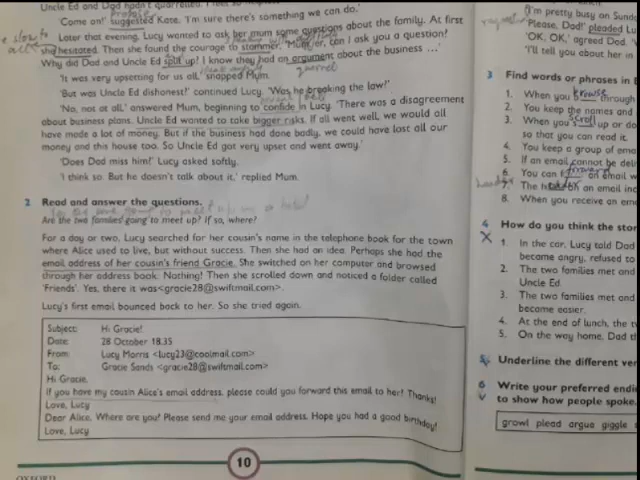 Uncle Ed and Dad hadn't quarrelled. I feel so
'Come on!' suggested Kate. 'I'm sure there's something we can do.'
Later that evening, Lucy wanted to ask her mum some questions about the family. At first
she hesitated. Then she found the courage to stammer, 'Mum, er, can I ask you a question?
Why did Dad and Uncle Ed split up? I know they had an argument about the business ...'
quarrel
'It was very upsetting for us all,' snapped Mum.
'But was Uncle Ed dishonest?' continued Lucy. 'Was he breaking the law?'
'No, not at all' answered Mum, beginning to confide in Lucy. 'There was a disagreement
about business plans. Uncle Ed wanted to take bigger risks. If all went well, we would all
have made a lot of money. But if the business had done badly, we could have lost all our
money and this house too. So Uncle Ed got very upset and went away.'
'Does Dad miss him?' Lucy asked softly.
'I think so. But he doesn't talk about it,' replied Mum.
2 Read and answer the questions.
Are the two families going to meet up? If so, where?
For a day or two, Lucy searched for her cousin's name in the telephone book for the town
where Alice used to live, but without success. Then she had an idea. Perhaps she had the
email address of her cousin's friend Gracie. She switched on her computer and browsed
through her address book. Nothing! Then she scrolled down and noticed a folder called
'Friends'. Yes, there it was<gracie28@swiftmail.com>.
Lucy's first email bounced back to her. So she tried again.
Subject: Hi Gracie!
Date: 28 October 18.35
From: Lucy Morris <lucy23@coolmail.com>
To: Gracie Sands <gracie28@swiftmail.com>
Hi Gracie,
If you have my cousin Alice's email address, please could you forward this email to her? Thanks!
Love, Lucy
Dear Alice, Where are you? Please send me your email address. Hope you had a good birthday!
Love, Lucy
10
OXFORD
'I'm pretty busy on Sunda
'Please, Dad!' pleaded Lu
'OK, OK,' agreed Dad.
'I'll tell you about her in
3 Find words or phrases in
1. When you browse through
2. You keep the names and
3. When you scroll up or do
so that you can read it.
4. You keep a group of ema
5. If an email cannot be deli
6. You can forward an email w
7. The header of an email inc
8. When you receive an ema
4 How do you think the stor
1. In the car, Lucy told Dad
became angry, refused to
2. The two families met and
Uncle Ed.
3. The two families met and
became easier.
4. At the end of lunch, the tw
5. On the way home, Dad th
5 Underline the different ver
6 Write your preferred endi
to show how people spoke.
growl plead argue giggle